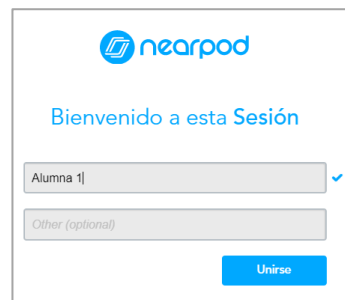 nearpod
Bienvenido a esta Sesión
Alumna 1
Other (optional)
Unirse